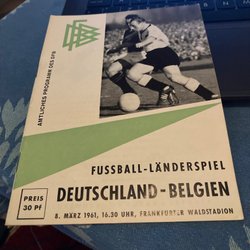 DFB
AMTLICHES PROGRAMM DES DFB
FUSSBALL-LÄNDERSPIEL
DEUTSCHLAND-BELGIEN
8. MÄRZ 1961, 16.30 UHR, FRANKFURTER WALDSTADION
PREIS
30 Pf